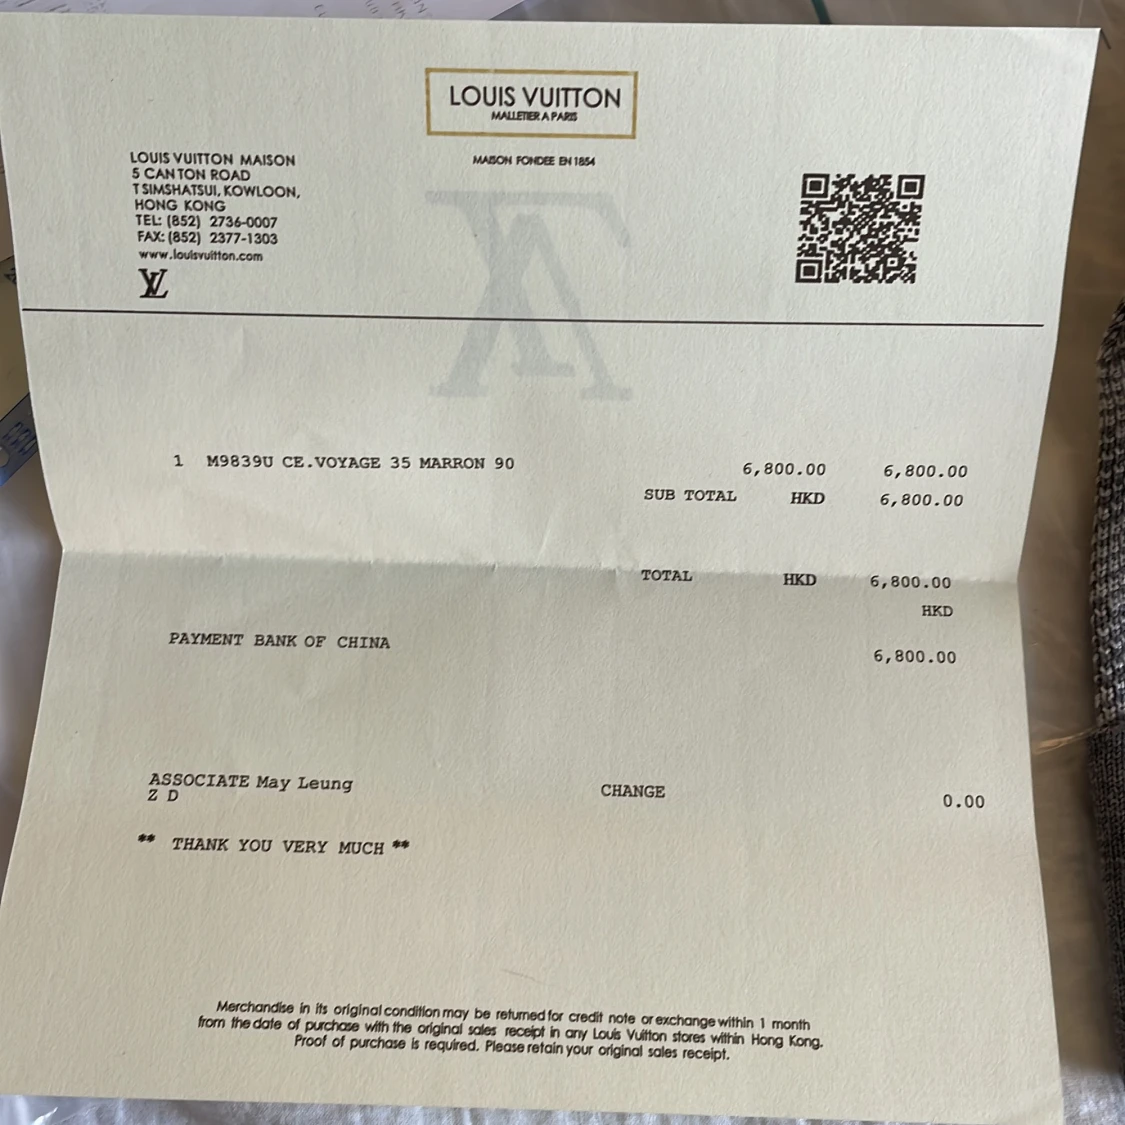 LOUIS VUITTON
MALLETIER A PARIS
MAISON FONDEE EN 1854
LOUIS VUITTON MAISON
5 CANTON ROAD
TSIMSHATSUI, KOWLOON,
HONG KONG
TEL: (852) 2736-0007
FAX: (852) 2377-1303
www.louisvuitton.com
LV
1 M9839U CE.VOYAGE 35 MARRON 90 6,800.00 6,800.00
SUB TOTAL HKD 6,800.00
TOTAL HKD 6,800.00
HKD
PAYMENT BANK OF CHINA 6,800.00
ASSOCIATE May Leung
Z D
CHANGE 0.00
** THANK YOU VERY MUCH **
Merchandise in its original condition may be returned for credit note or exchange within 1 month
from the date of purchase with the original sales receipt in any Louis Vuitton stores within Hong Kong.
Proof of purchase is required. Please retain your original sales receipt.